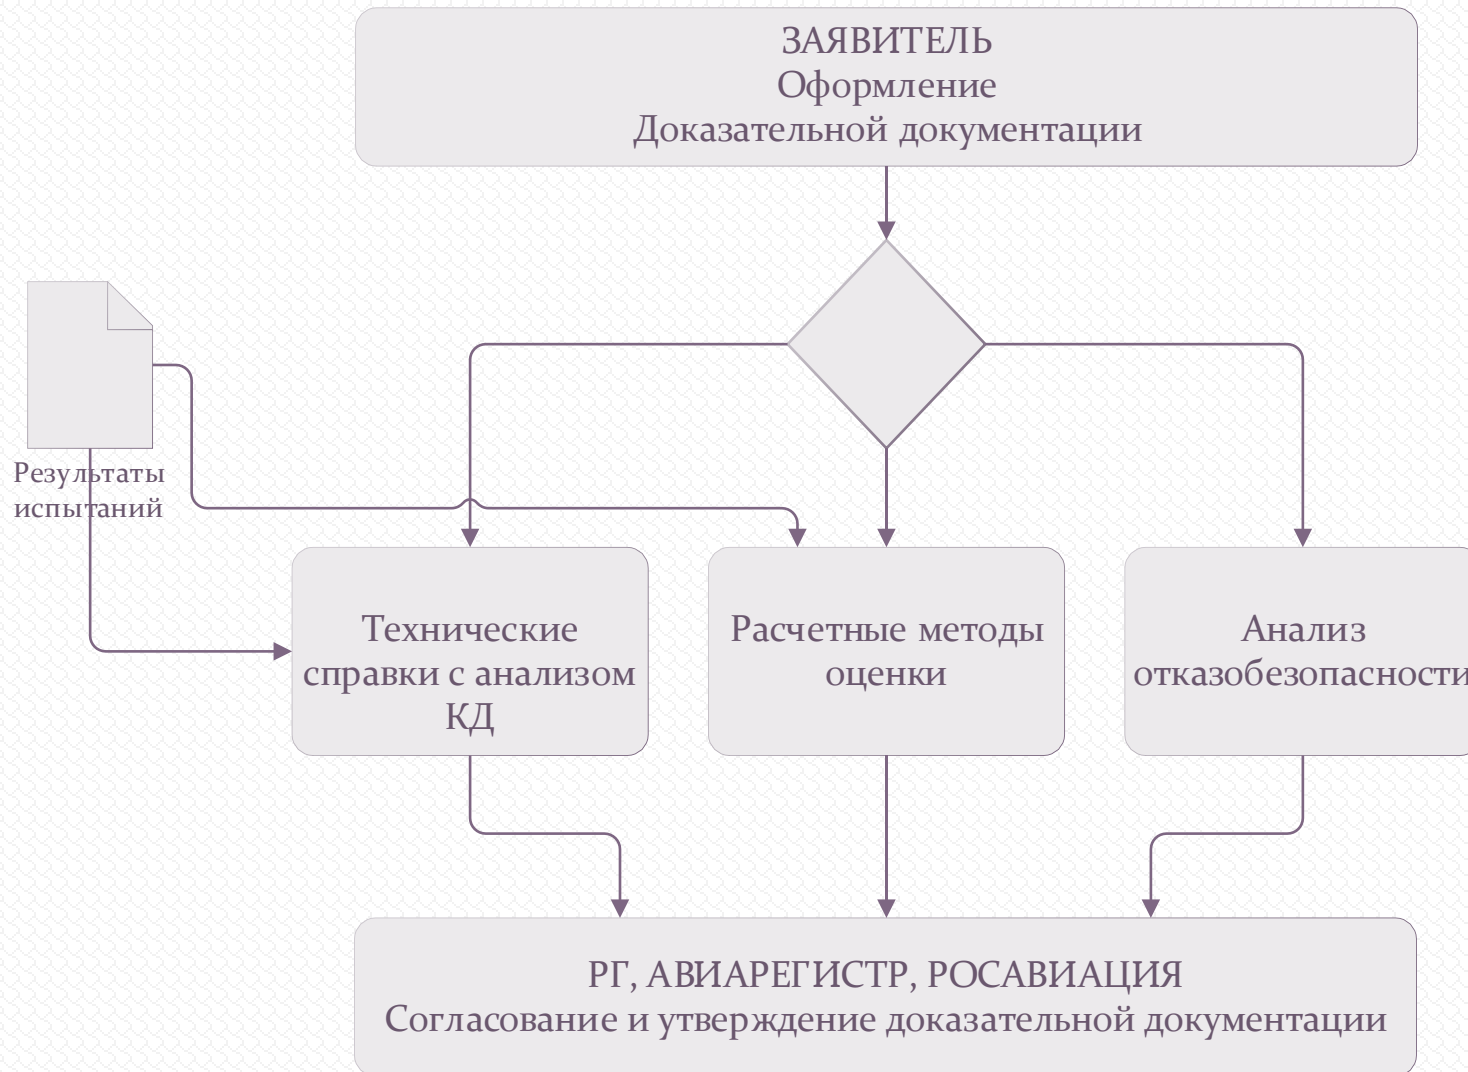 ЗАЯВИТЕЛЬ
Оформление
Доказательной документации
Результаты
испытаний
Технические
справки с анализом
КД
Расчетные методы
оценки
Анализ
отказобезопасности
РГ, АВИАРЕГИСТР, РОСАВИАЦИЯ
Согласование и утверждение доказательной документации